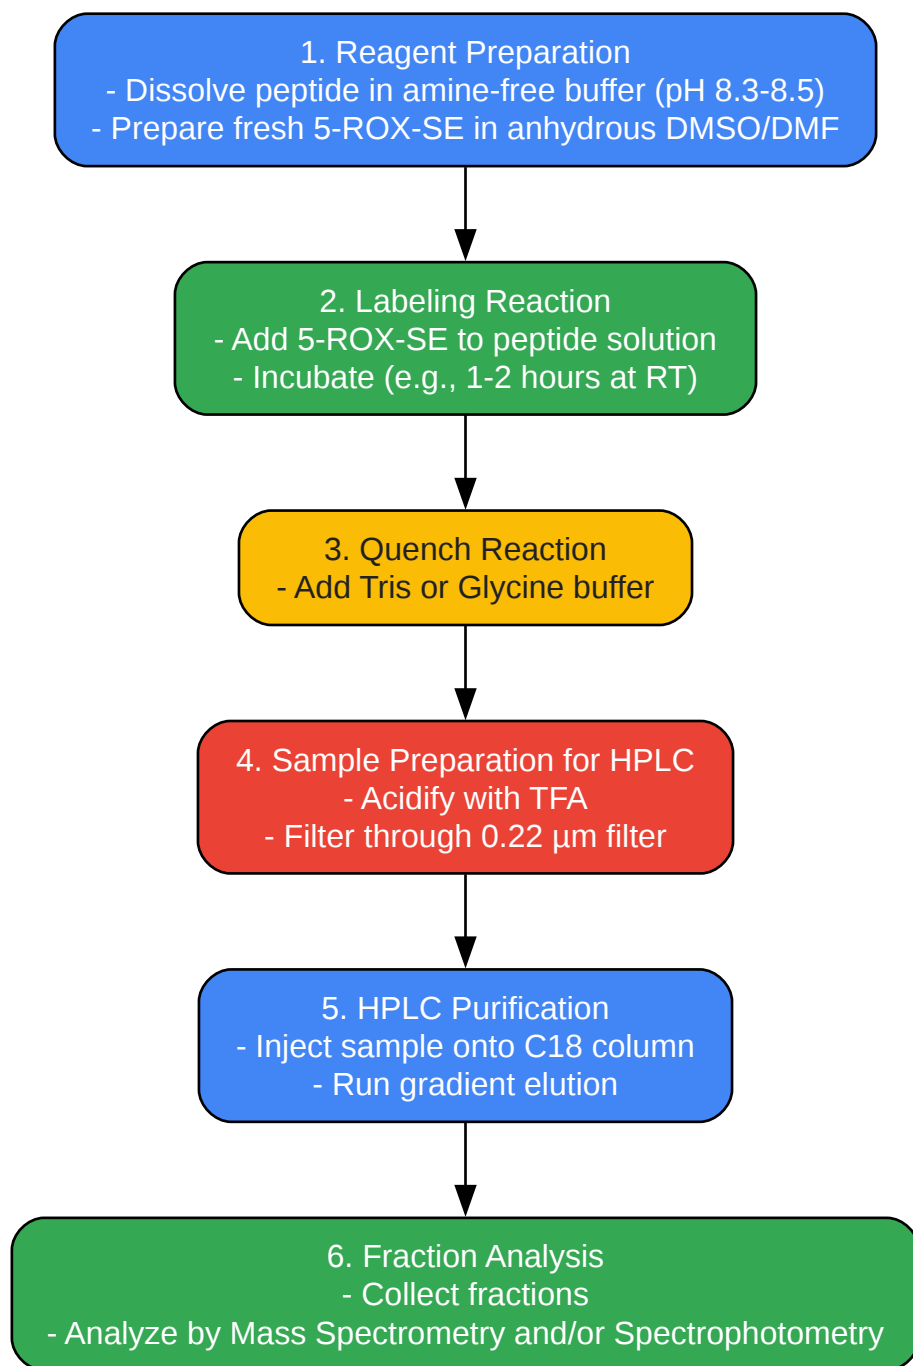 1. Reagent Preparation
- Dissolve peptide in amine-free buffer (pH 8.3-8.5)
- Prepare fresh 5-ROX-SE in anhydrous DMSO/DMF
2. Labeling Reaction
- Add 5-ROX-SE to peptide solution
- Incubate (e.g., 1-2 hours at RT)
3. Quench Reaction
- Add Tris or Glycine buffer
4. Sample Preparation for HPLC
- Acidify with TFA
- Filter through 0.22 µm filter
5. HPLC Purification
- Inject sample onto C18 column
- Run gradient elution
6. Fraction Analysis
- Collect fractions
- Analyze by Mass Spectrometry and/or Spectrophotometry